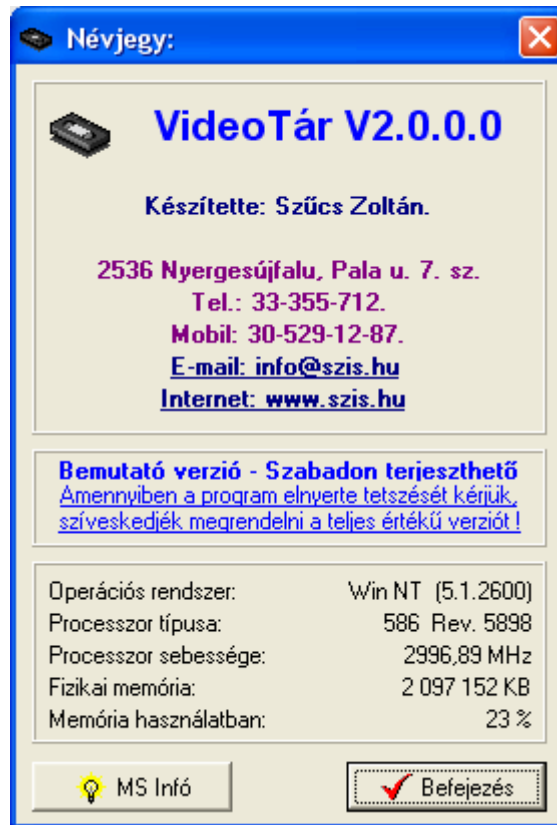 Névjegy:
VideoTár V2.0.0.0
Készítette: Szűcs Zoltán.
2536 Nyergesújfalu, Pala u. 7. sz.
Tel.: 33-355-712.
Mobil: 30-529-12-87.
E-mail: info@szis.hu
Internet: www.szis.hu
Bemutató verzió - Szabadon terjeszthető
Amennyiben a program elnyerte tetszését kérjük,
szíveskedjék megrendelni a teljes értékű verziót !
Operációs rendszer: Win NT (5.1.2600)
Processzor típusa: 586 Rev. 5898
Processzor sebessége: 2996,89 MHz
Fizikai memória: 2 097 152 KB
Memória használatban: 23 %
MS Infó Befejezés